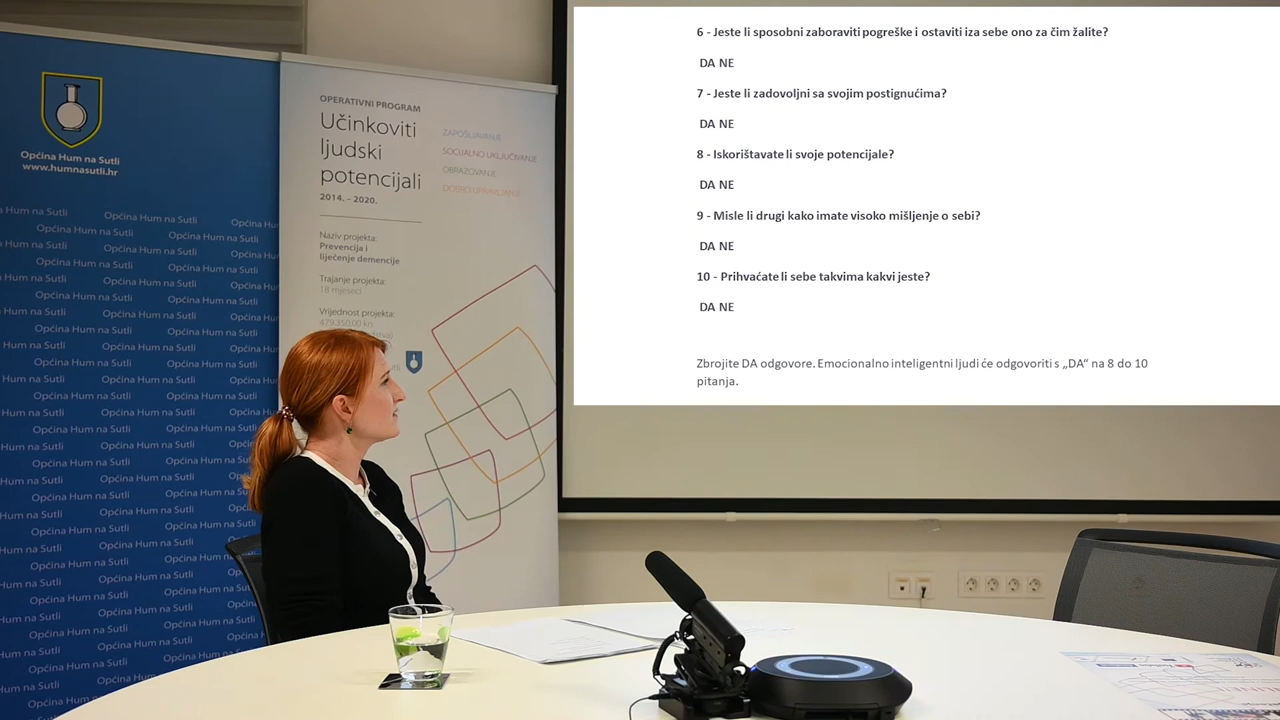 Općina Hum na Sutli
www.humnasutli.hr
OPERATIVNI PROGRAM
Učinkoviti
ljudski
potencijali
2014. – 2020.
ZAPOŠLJAVANJE
SOCIJALNO UKLJUČIVANJE
OBRAZOVANJE
DOBRO UPRAVLJANJE
Naziv projekta:
Prevencija i
liječenje demencije
Trajanje projekta:
18 mjeseci
Vrijednost projekta:
479.350,00 kn
6 - Jeste li sposobni zaboraviti pogreške i ostaviti iza sebe ono za čim žalite?
DA NE
7 - Jeste li zadovoljni sa svojim postignućima?
DA NE
8 - Iskorištavate li svoje potencijale?
DA NE
9 - Misle li drugi kako imate visoko mišljenje o sebi?
DA NE
10 - Prihvaćate li sebe takvima kakvi jeste?
DA NE
Zbrojite DA odgovore. Emocionalno inteligentni ljudi će odgovoriti s „DA“ na 8 do 10
pitanja.